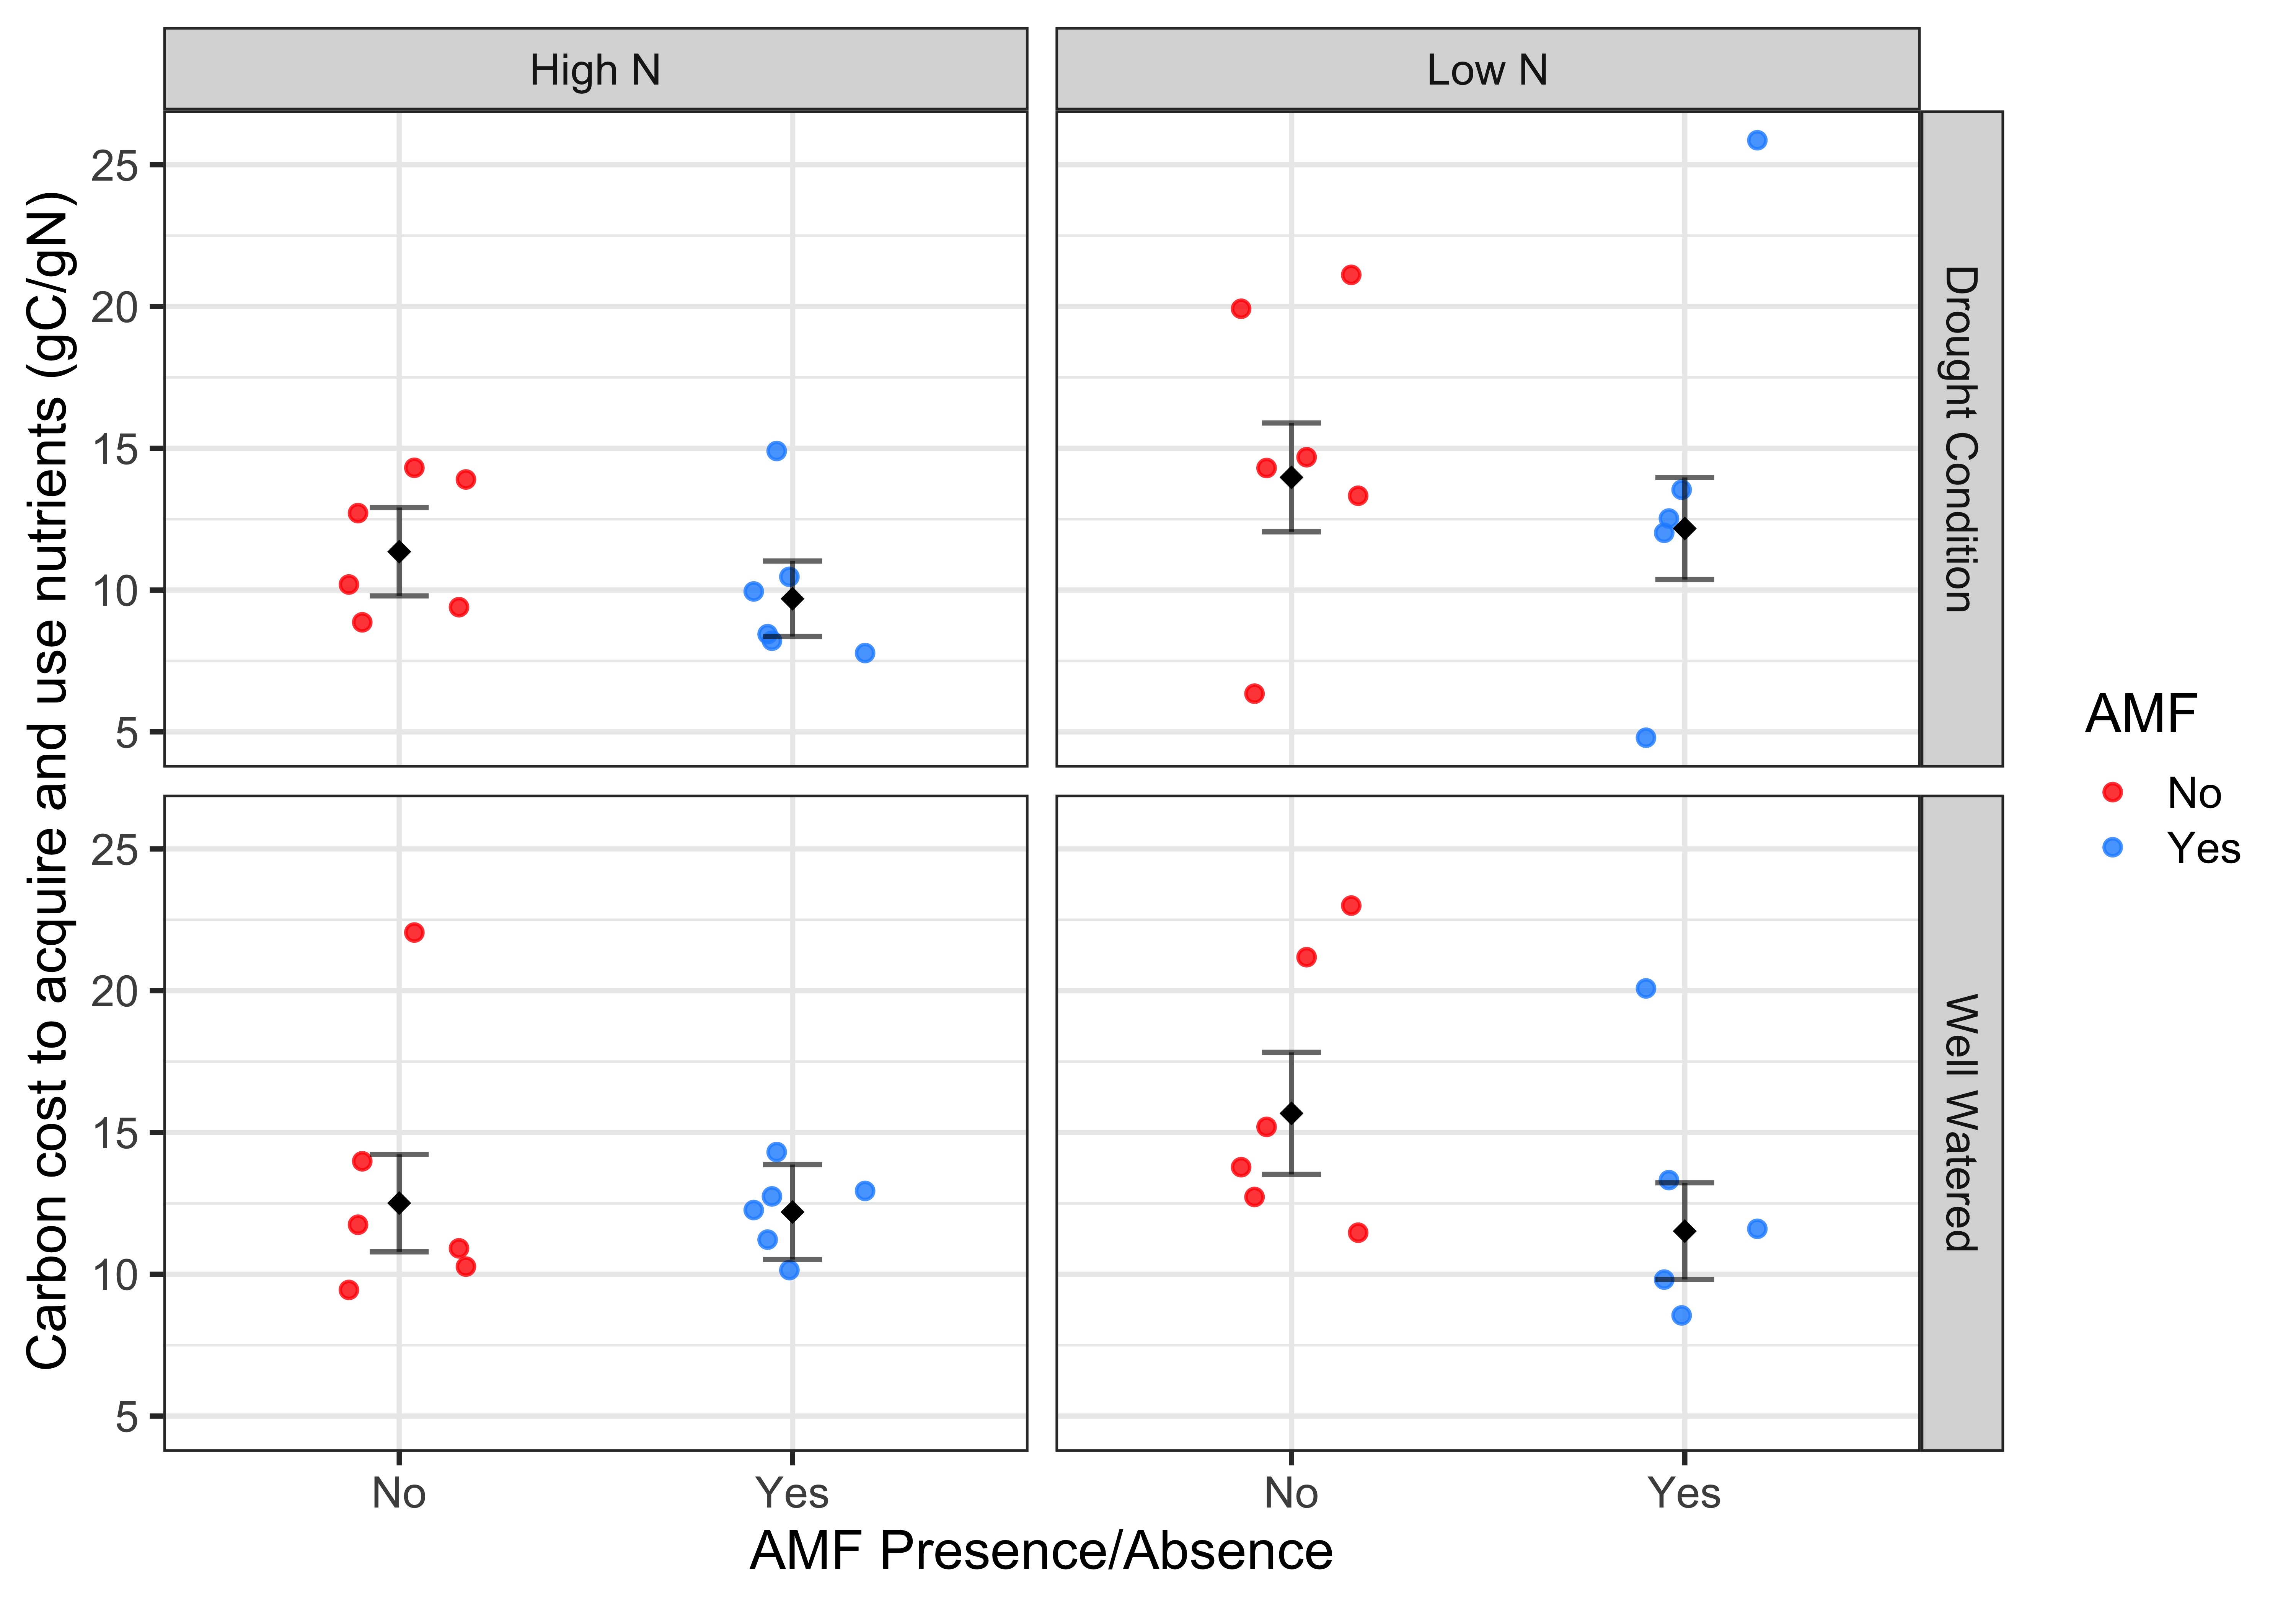 High N
Low N
Carbon cost to acquire and use nutrients (gC/gN)
25
20
15
10
5
Drought Condition
25
20
15
10
5
Well Watered
No
Yes
No
Yes
AMF Presence/Absence
AMF
No
Yes